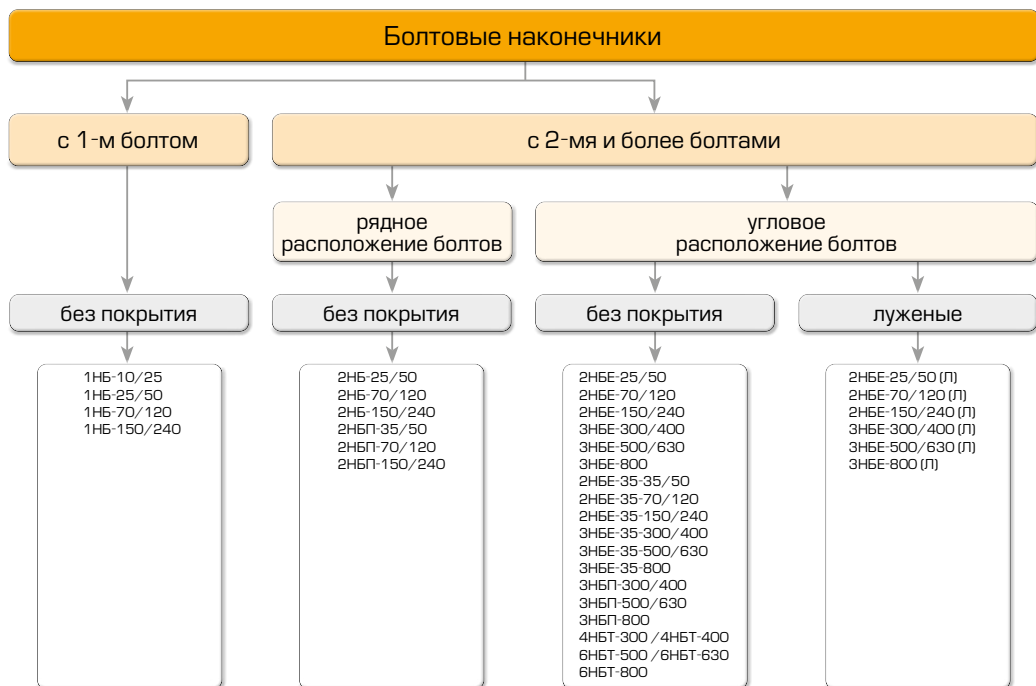 Болтовые наконечники
с 1-м болтом
с 2-мя и более болтами
рядное
расположение болтов
угловое
расположение болтов
без покрытия
без покрытия
без покрытия
луженые
1НБ-10/25
1НБ-25/50
1НБ-70/120
1НБ-150/240
2НБ-25/50
2НБ-70/120
2НБ-150/240
2НБП-35/50
2НБП-70/120
2НБП-150/240
2НБЕ-25/50
2НБЕ-70/120
2НБЕ-150/240
3НБЕ-300/400
3НБЕ-500/630
3НБЕ-800
2НБЕ-35-35/50
2НБЕ-35-70/120
2НБЕ-35-150/240
3НБЕ-35-300/400
3НБЕ-35-500/630
3НБЕ-35-800
3НБП-300/400
3НБП-500/630
3НБП-800
4НБТ-300 /4НБТ-400
6НБТ-500 /6НБТ-630
6НБТ-800
2НБЕ-25/50 (Л)
2НБЕ-70/120 (Л)
2НБЕ-150/240 (Л)
3НБЕ-300/400 (Л)
3НБЕ-500/630 (Л)
3НБЕ-800 (Л)